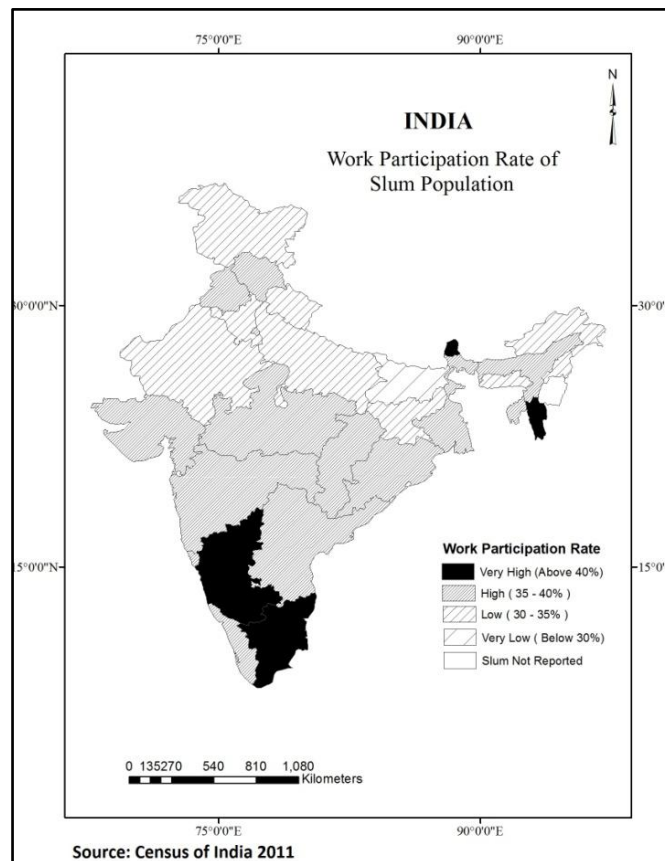 75°0'0"E 90°0'0"E
N
INDIA
Work Participation Rate of
Slum Population
30°0'0"N 30°0'0"N
Work Participation Rate
15°0'0"N 15°0'0"N
Very High (Above 40%)
High ( 35 - 40% )
Low ( 30 - 35% )
Very Low ( Below 30%)
Slum Not Reported
0 135270 540 810 1,080
Kilometers
75°0'0"E 90°0'0"E
Source: Census of India 2011